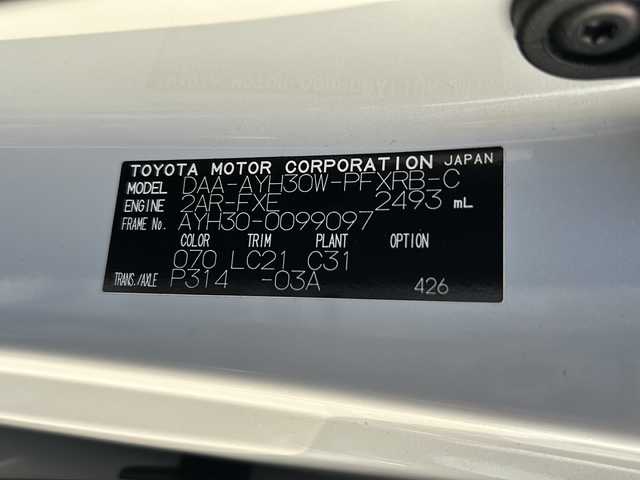 TOYOTA MOTOR CORPORATION JAPAN
MODEL DAA-AYH30W-PFXRB-C
ENGINE 2AR-FXE 2493 mL
FRAME No. AYH30-0099097
COLOR TRIM PLANT OPTION
070 LC21 C31
TRANS./AXLE P314 -03A 426